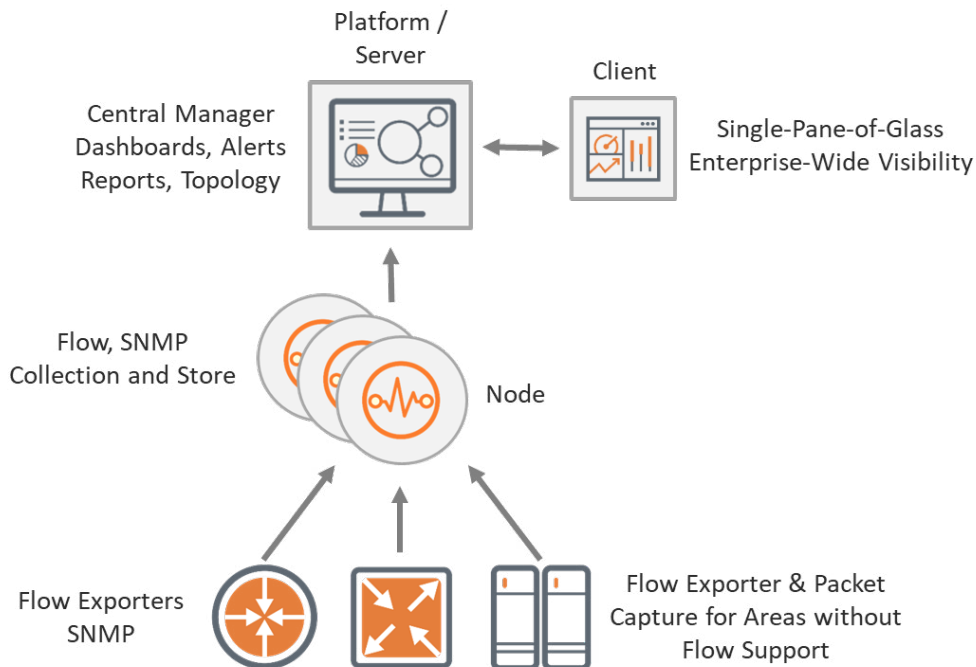 Platform /
Server
Client
Central Manager
Dashboards, Alerts
Reports, Topology
Single-Pane-of-Glass
Enterprise-Wide Visibility
Flow, SNMP
Collection and Store
Node
Flow Exporters
SNMP
Flow Exporter & Packet
Capture for Areas without
Flow Support